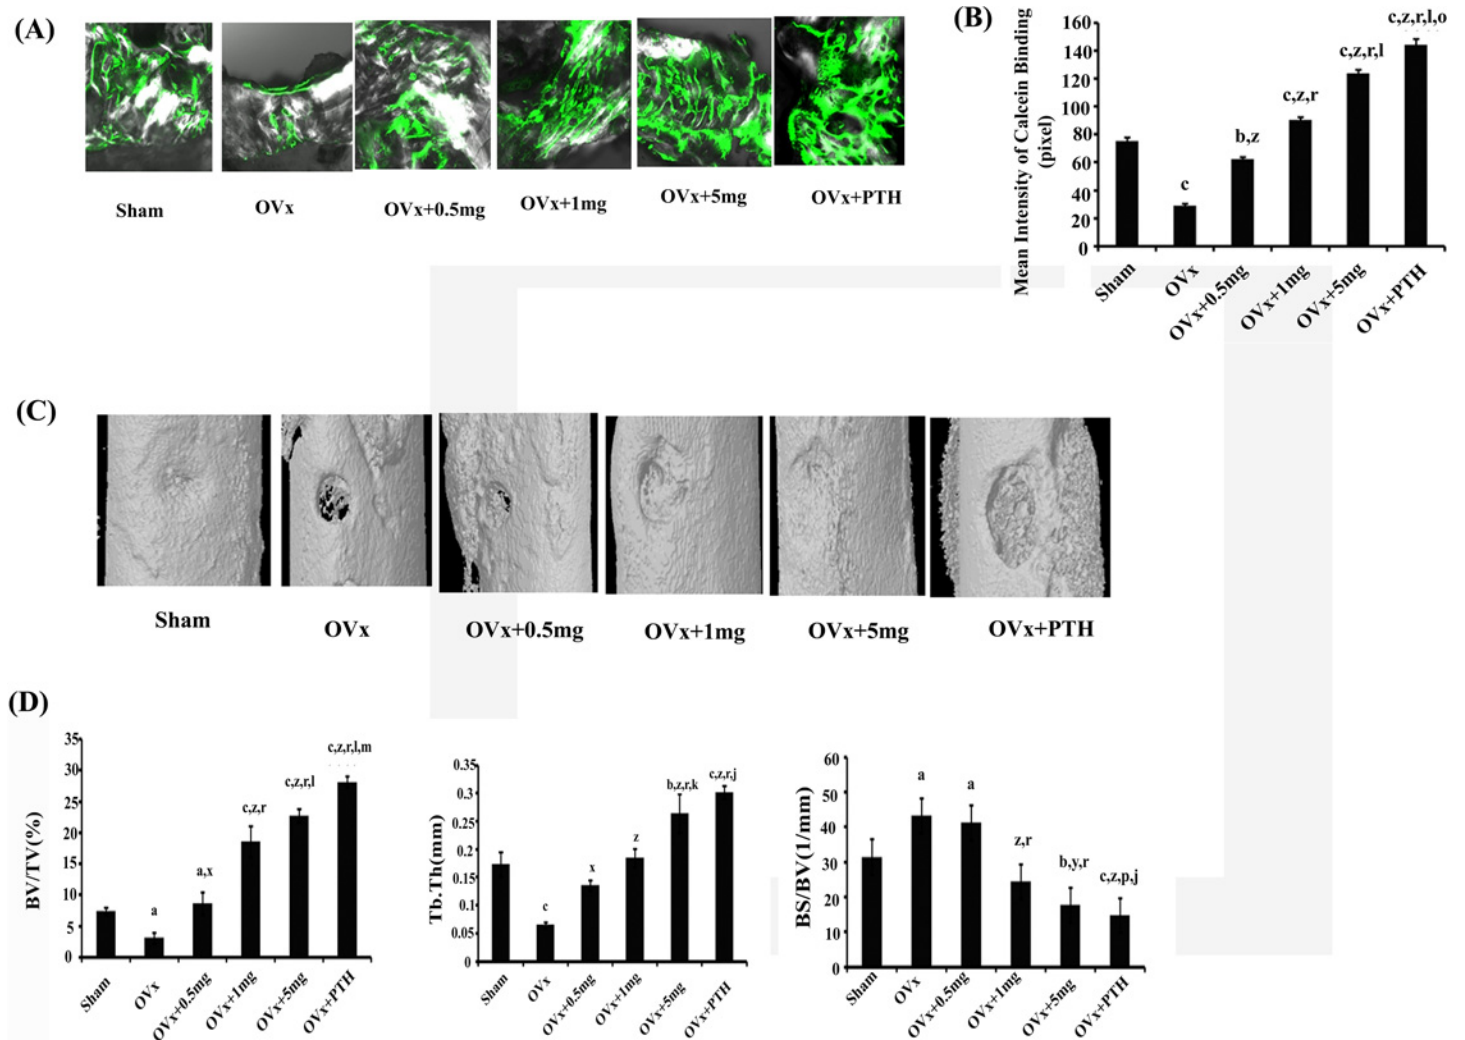 (A)
Sham
OVx
OVx+0.5mg
OVx+1mg
OVx+5mg
OVx+PTH
(B)
Mean Intensity of Calcein Binding
(pixel)
160
140
120
100
80
60
40
20
0
c
b,z
c,z,r
c,z,r,l
c,z,r,l,o
Sham
OVx
OVx+0.5mg
OVx+1mg
OVx+5mg
OVx+PTH
(C)
Sham
OVx
OVx+0.5mg
OVx+1mg
OVx+5mg
OVx+PTH
(D)
BV/TV(%)
35
30
25
20
15
10
5
0
a
a,x
c,z,r
c,z,r,l
c,z,r,l,m
Sham
OVx
OVx+0.5mg
OVx+1mg
OVx+5mg
OVx+PTH
Tb.Th(mm)
0.35
0.3
0.25
0.2
0.15
0.1
0.05
0
c
x
z
b,z,r,k
c,z,r,j
Sham
OVx
OVx+0.5mg
OVx+1mg
OVx+5mg
OVx+PTH
BS/BV(1/mm)
60
50
40
30
20
10
0
a
a
z,r
b,y,r
c,z,p,j
Sham
OVx
OVx+0.5mg
OVx+1mg
OVx+5mg
OVx+PTH